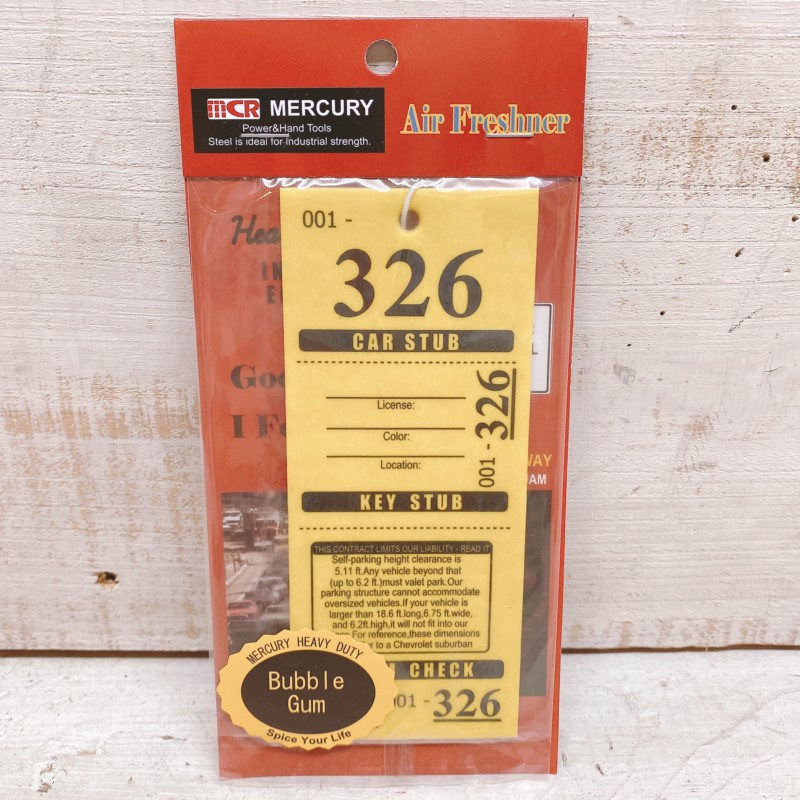 MCR MERCURY
Power&Hand Tools
Steel is ideal for Industrial strength.
Air Freshner
001 -
326
CAR STUB
License:
Color:
Location:
001 - 326
KEY STUB
THIS CONTRACT LIMITS OUR LIABILITY - READ IT
Self-parking height clearance is
5.11 ft.Any vehicle beyond that
(up to 6.2 ft.)must valet park.Our
parking structure cannot accommodate
oversized vehicles.If your vehicle is
larger than 18.6 ft.long,6.75 ft.wide,
and 6.2ft.high,it will not fit into our
For reference,these dimensions
to a Chevrolet suburban
CHECK
001 - 326
MERCURY HEAVY DUTY
Bubble
Gum
Spice Your Life